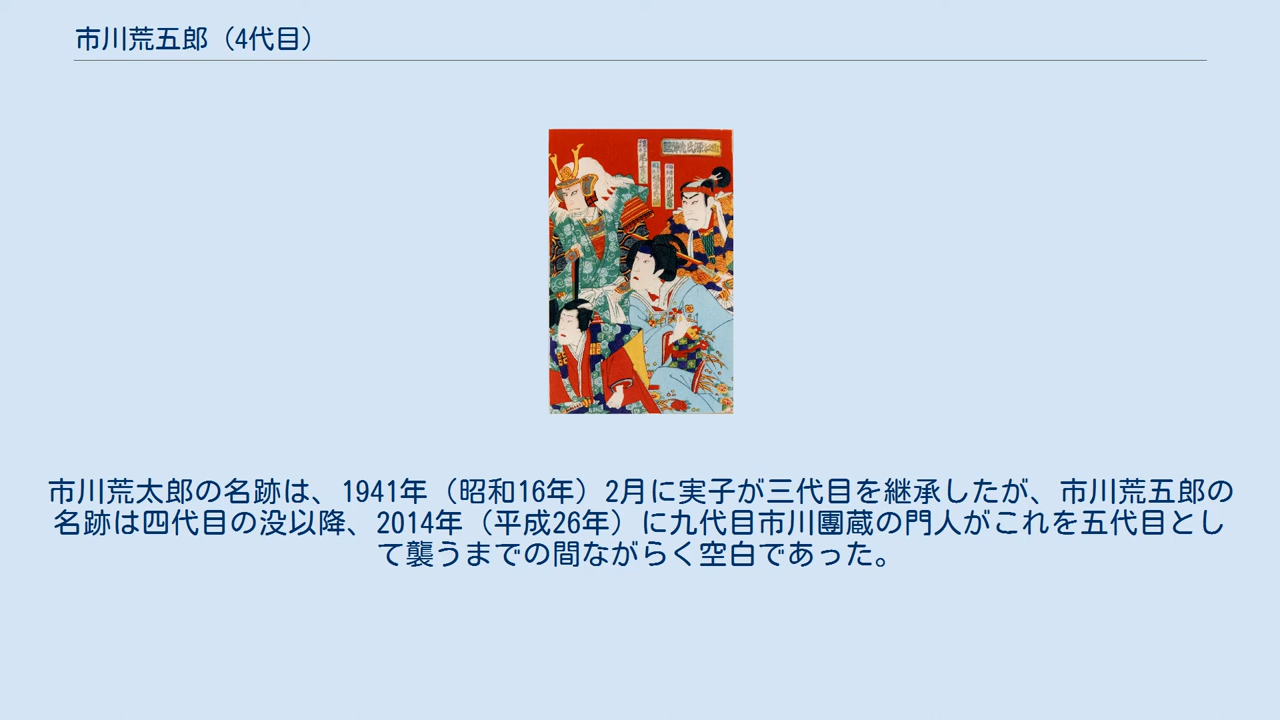 市川荒五郎（4代目）
市川荒太郎の名跡は、1941年（昭和16年）2月に実子が三代目を継承したが、市川荒五郎の
名跡は四代目の没以降、2014年（平成26年）に九代目市川團蔵の門人がこれを五代目とし
て襲うまでの間ながらく空白であった。